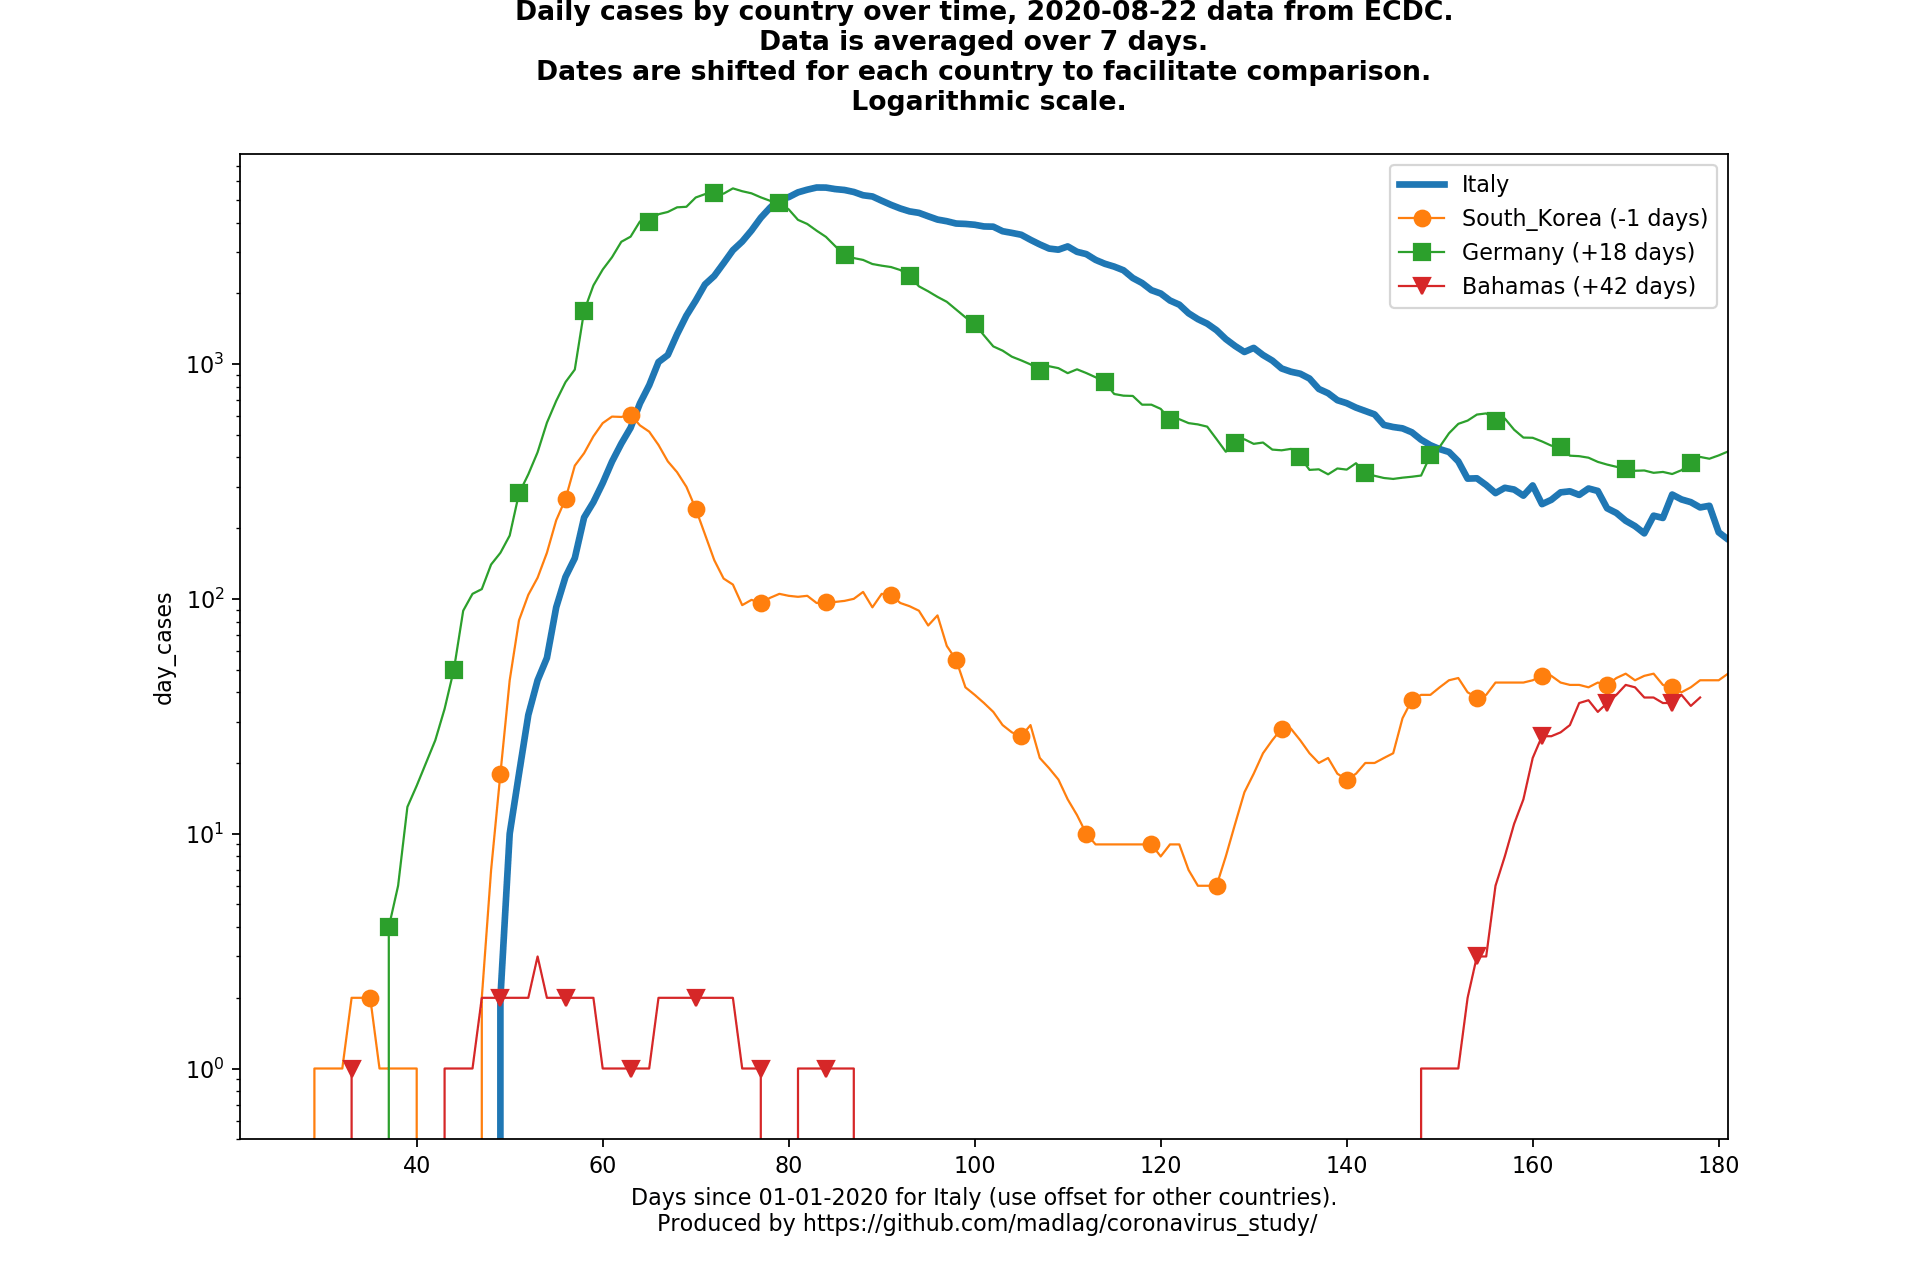 Daily cases by country over time, 2020-08-22 data from ECDC.
Data is averaged over 7 days.
Dates are shifted for each country to facilitate comparison.
Logarithmic scale.
Italy
South_Korea (-1 days)
Germany (+18 days)
Bahamas (+42 days)
day_cases
10³
10²
10¹
10⁰
40 60 80 100 120 140 160 180
Days since 01-01-2020 for Italy (use offset for other countries).
Produced by https://github.com/madlag/coronavirus_study/